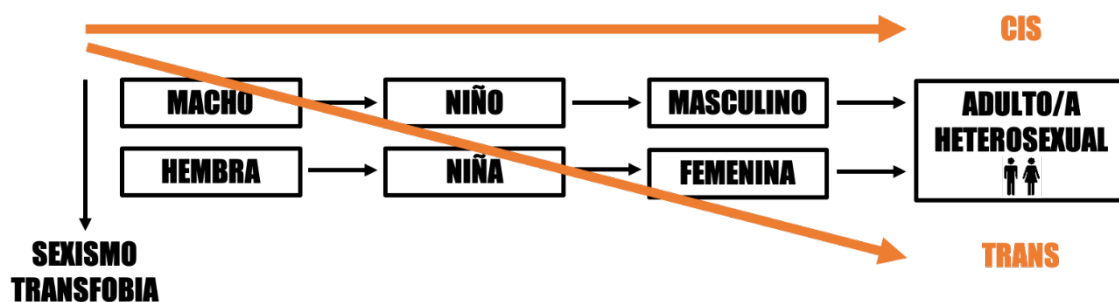 CIS
MACHO
NIÑO
MASCULINO
ADULTO/A
HETEROSEXUAL
HEMBRA
NIÑA
FEMENINA
SEXISMO
TRANSFOBIA
TRANS